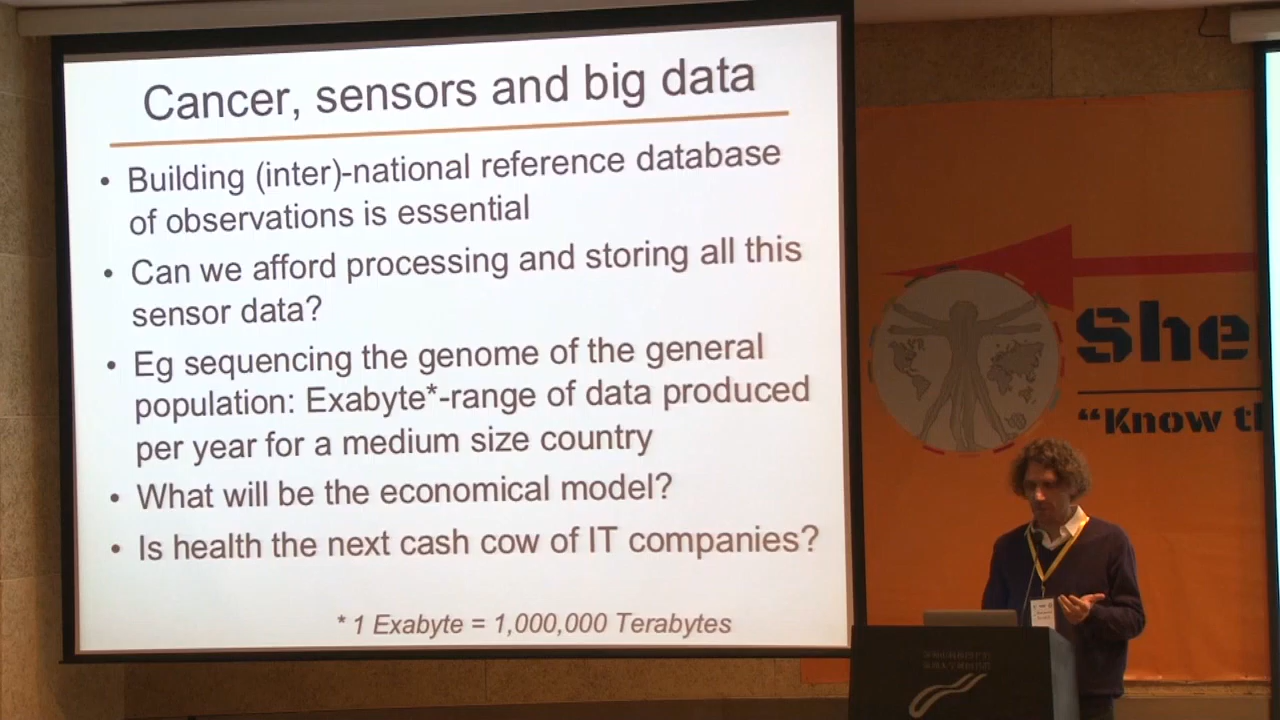 Cancer, sensors and big data
• Building (inter)-national reference database
of observations is essential
• Can we afford processing and storing all this
sensor data?
• Eg sequencing the genome of the general
population: Exabyte*-range of data produced
per year for a medium size country
• What will be the economical model?
• Is health the next cash cow of IT companies?
* 1 Exabyte = 1,000,000 Terabytes
She
“Know th